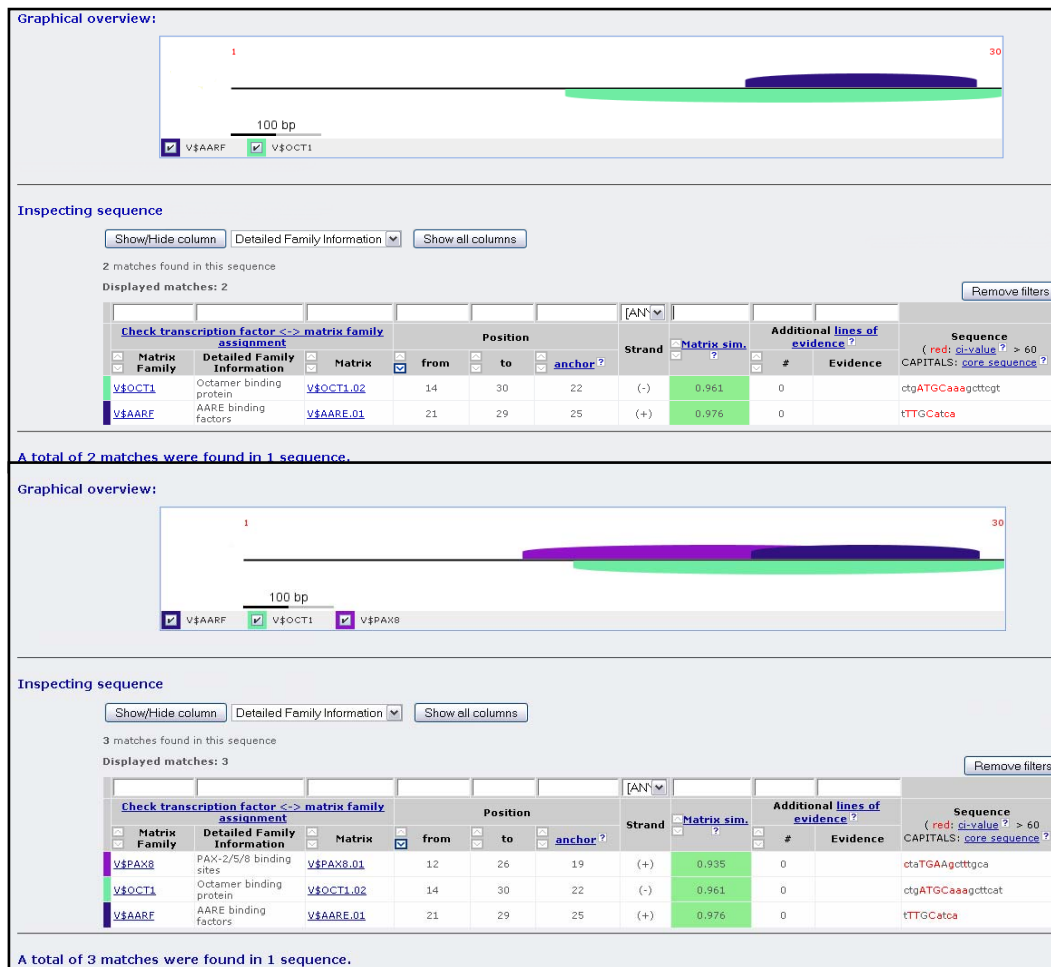 Graphical overview:
1 30
100 bp
V$AARF V$OCT1
Inspecting sequence
Show/Hide column Detailed Family Information Show all columns
2 matches found in this sequence
Displayed matches: 2
Remove filters
[ANY
Check transcription factor <-> matrix family assignment Position Strand Matrix sim. ? Additional lines of evidence ? Sequence
( red: ci-value ? > 60
CAPITALS: core sequence ?
Matrix Family Detailed Family Information Matrix from to anchor ? # Evidence
V$OCT1 Octamer binding protein V$OCT1.02 14 30 22 (-) 0.961 0 ctgATGCaaagcttcgt
V$AARF AARE binding factors V$AARE.01 21 29 25 (+) 0.976 0 tTTGCatca
A total of 2 matches were found in 1 sequence.
Graphical overview:
1 30
100 bp
V$AARF V$OCT1 V$PAX8
Inspecting sequence
Show/Hide column Detailed Family Information Show all columns
3 matches found in this sequence
Displayed matches: 3
Remove filters
[ANY
Check transcription factor <-> matrix family assignment Position Strand Matrix sim. ? Additional lines of evidence ? Sequence
( red: ci-value ? > 60
CAPITALS: core sequence ?
Matrix Family Detailed Family Information Matrix from to anchor ? # Evidence
V$PAX8 PAX-2/5/8 binding sites V$PAX8.01 12 26 19 (+) 0.935 0 ctaTGAAgctttgca
V$OCT1 Octamer binding protein V$OCT1.02 14 30 22 (-) 0.961 0 ctgATGCaaagcttcat
V$AARF AARE binding factors V$AARE.01 21 29 25 (+) 0.976 0 tTTGCatca
A total of 3 matches were found in 1 sequence.